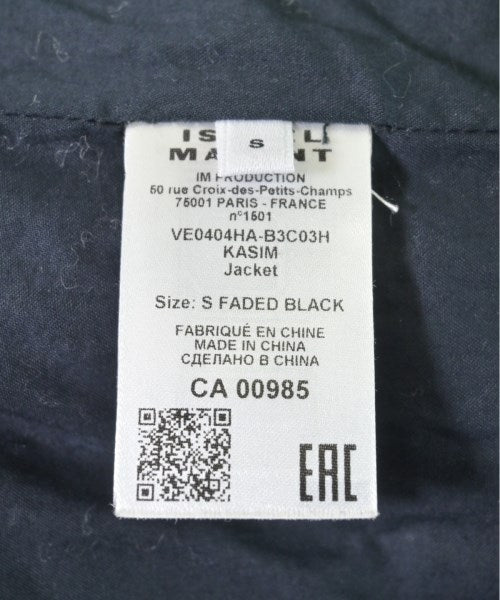 S
IM PRODUCTION
50 rue Croix-des-Petits-Champs
75001 PARIS - FRANCE
n°1501
VE0404HA-B3C03H
KASIM
Jacket
Size: S FADED BLACK
FABRIQUÉ EN CHINE
MADE IN CHINA
СДЕЛАНО В CHINA
CA 00985
EAC